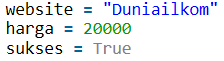 website = "Duniailkom"
harga = 20000
sukses = True